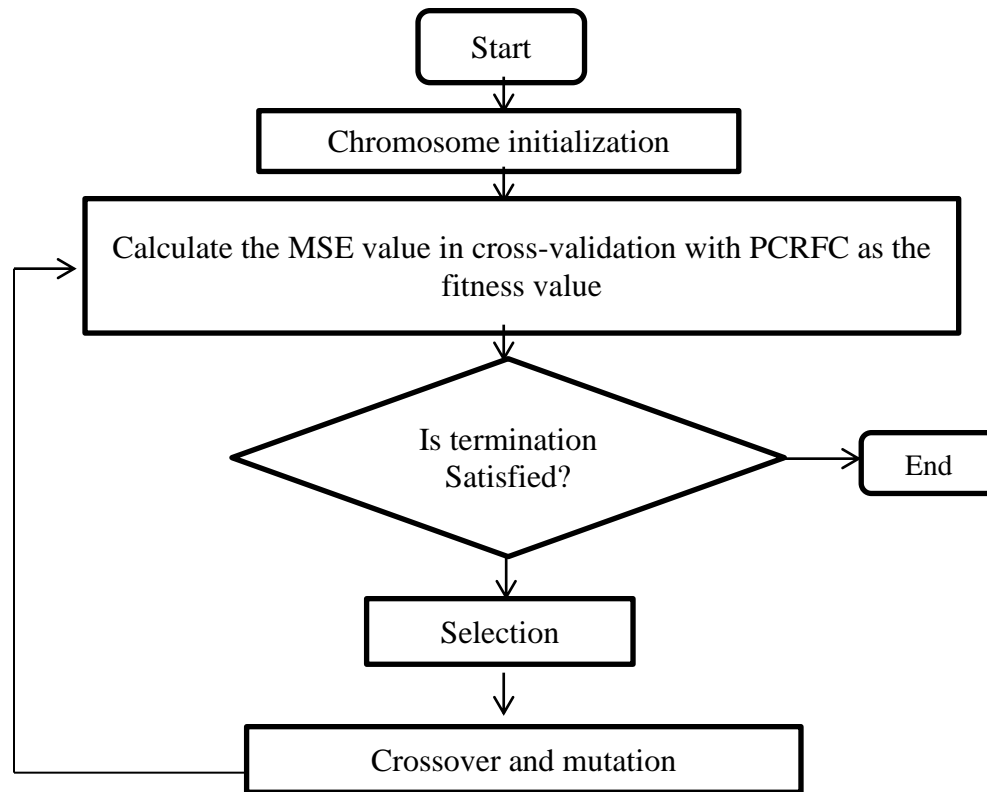 Start
Chromosome initialization
Calculate the MSE value in cross-validation with PCRFC as the
fitness value
Is termination
Satisfied?
End
Selection
Crossover and mutation